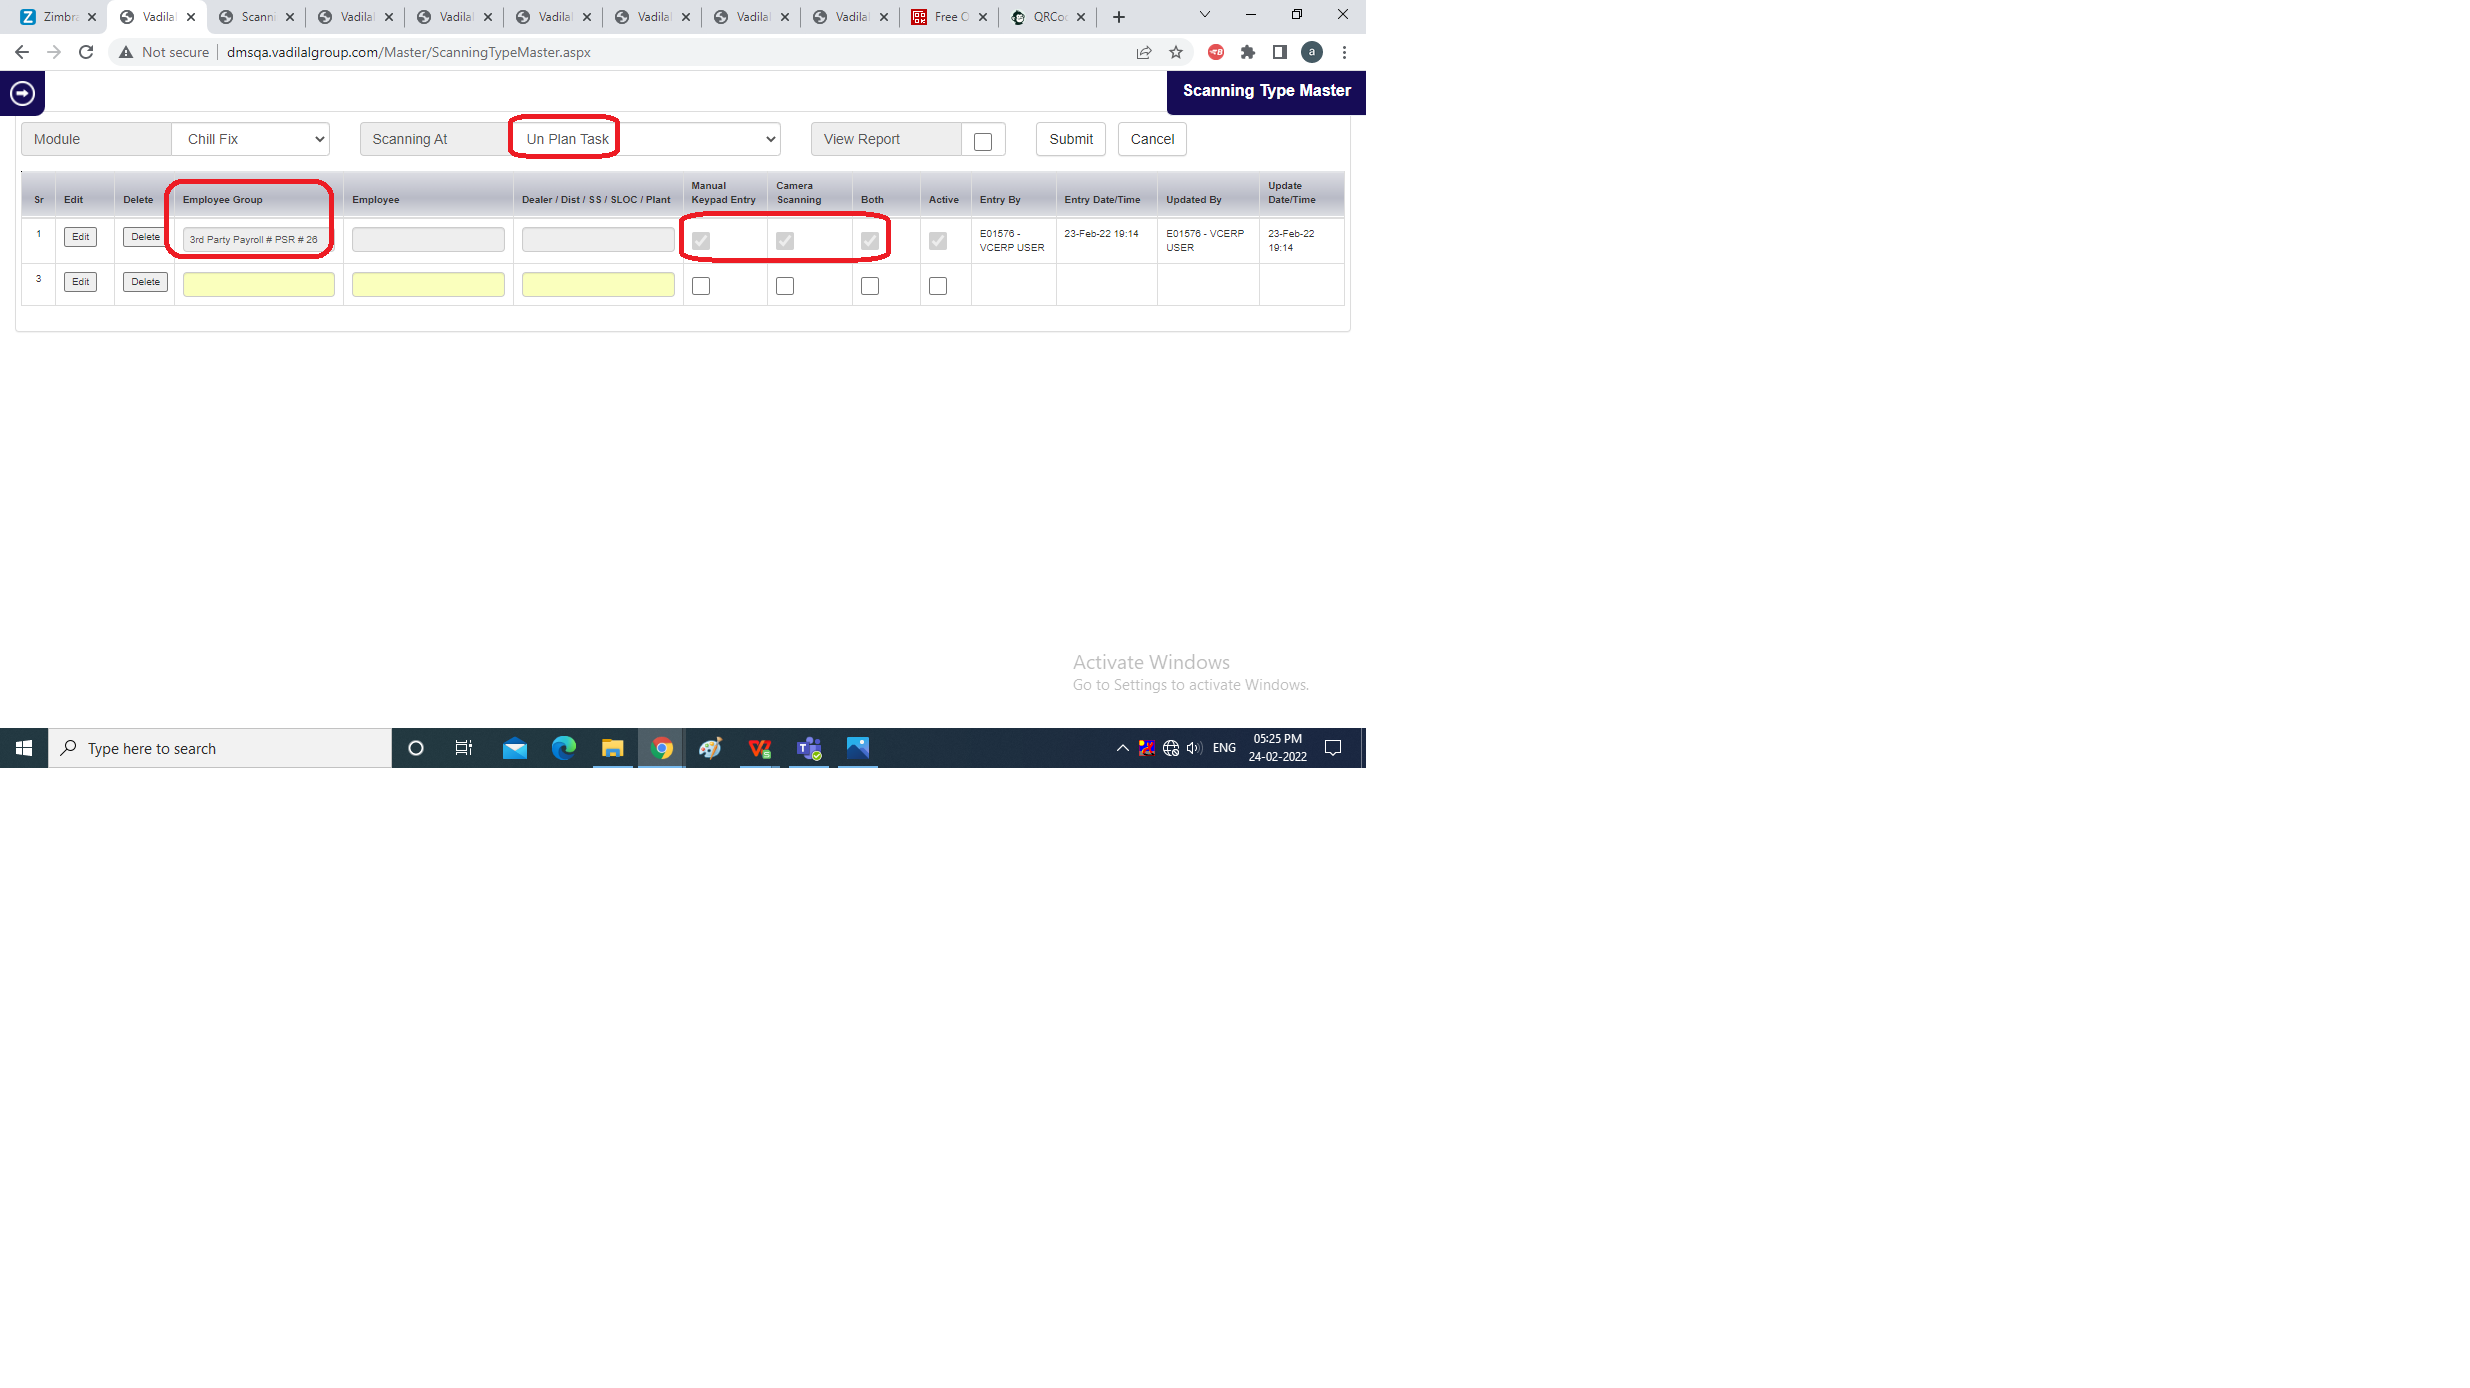 Zimbra
Vadilal
Scanni
Vadilal
Vadilal
Vadilal
Vadilal
Vadilal
Vadilal
Free O
QRCo
Not secure
dmsqa.vadilalgroup.com/Master/ScanningTypeMaster.aspx
a
Scanning Type Master
Module Chill Fix Scanning At Un Plan Task View Report Submit Cancel
Sr Edit Delete Employee Group Employee Dealer / Dist / SS / SLOC / Plant Manual Keypad Entry Camera Scanning Both Active Entry By Entry Date/Time Updated By Update Date/Time
1 Edit Delete 3rd Party Payroll # PSR # 26 E01576 - VCERP USER 23-Feb-22 19:14 E01576 - VCERP USER 23-Feb-22 19:14
3 Edit Delete
Activate Windows
Go to Settings to activate Windows.
Type here to search
ENG
05:25 PM
24-02-2022